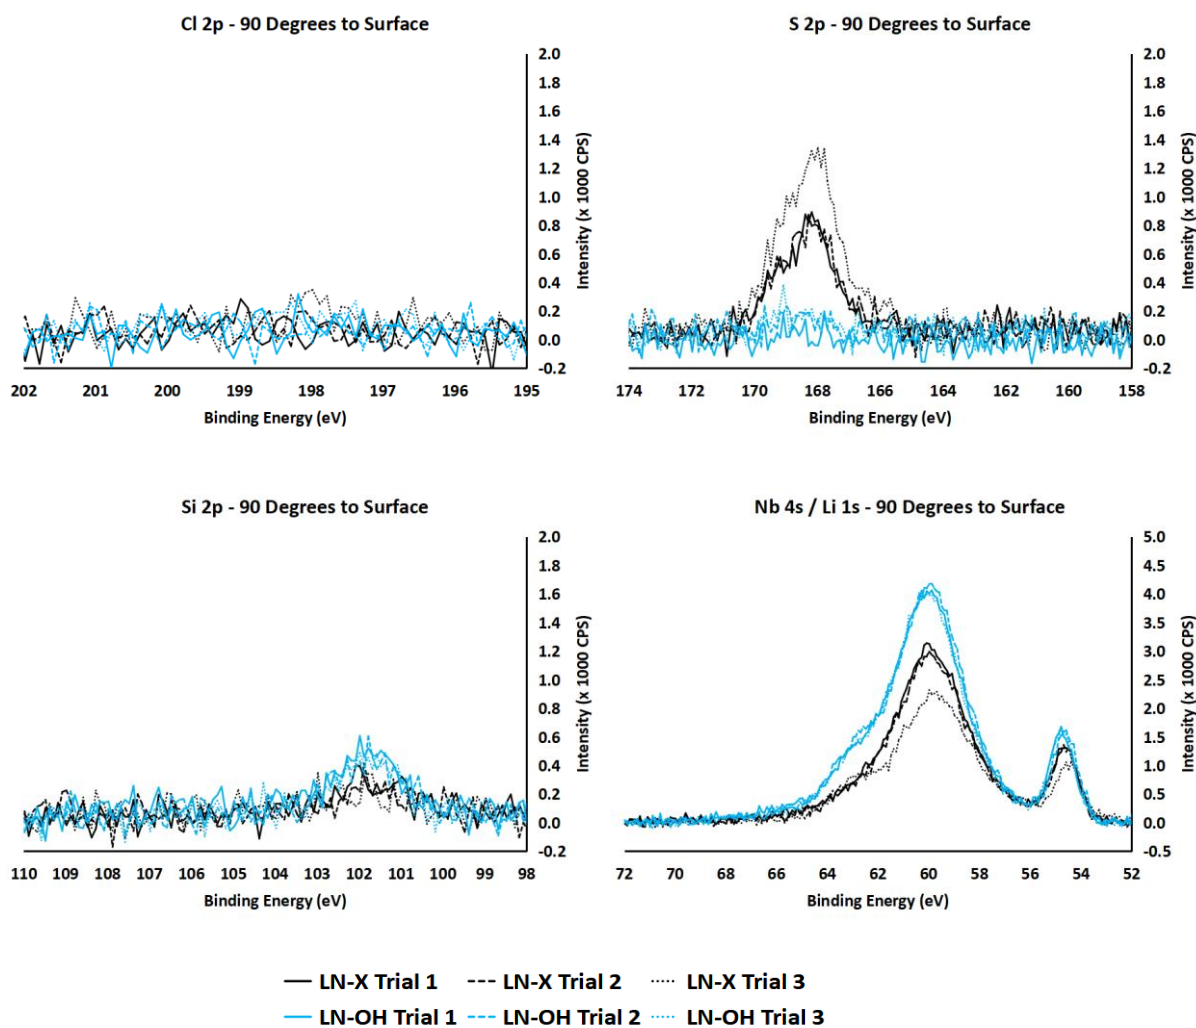 Cl 2p - 90 Degrees to Surface
2.0
1.8
1.6
1.4
1.2
1.0
0.8
0.6
0.4
0.2
0.0
-0.2
Intensity (x 1000 CPS)
202 201 200 199 198 197 196 195
Binding Energy (eV)
S 2p - 90 Degrees to Surface
2.0
1.8
1.6
1.4
1.2
1.0
0.8
0.6
0.4
0.2
0.0
-0.2
Intensity (x 1000 CPS)
174 172 170 168 166 164 162 160 158
Binding Energy (eV)
Si 2p - 90 Degrees to Surface
2.0
1.8
1.6
1.4
1.2
1.0
0.8
0.6
0.4
0.2
0.0
-0.2
Intensity (x 1000 CPS)
110 109 108 107 106 105 104 103 102 101 100 99 98
Binding Energy (eV)
Nb 4s / Li 1s - 90 Degrees to Surface
5.0
4.5
4.0
3.5
3.0
2.5
2.0
1.5
1.0
0.5
0.0
-0.5
Intensity (x 1000 CPS)
72 70 68 66 64 62 60 58 56 54 52
Binding Energy (eV)
LN-X Trial 1 LN-X Trial 2 LN-X Trial 3
LN-OH Trial 1 LN-OH Trial 2 LN-OH Trial 3